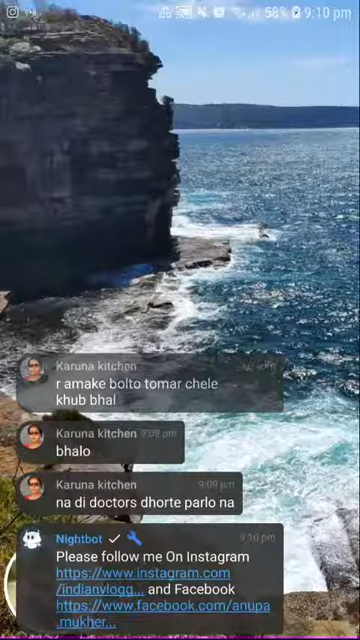 58% 9:10 pm
Karuna kitchen
r amake bolto tomar chele
khub bhal
Karuna kitchen 9:09 pm
bhalo
Karuna kitchen 9:09 pm
na di doctors dhorte parlo na
Nightbot 9:10 pm
Please follow me On Instagram
https://www.instagram.com
/indianvlogg... and Facebook
https://www.facebook.com/anupa
.mukher...